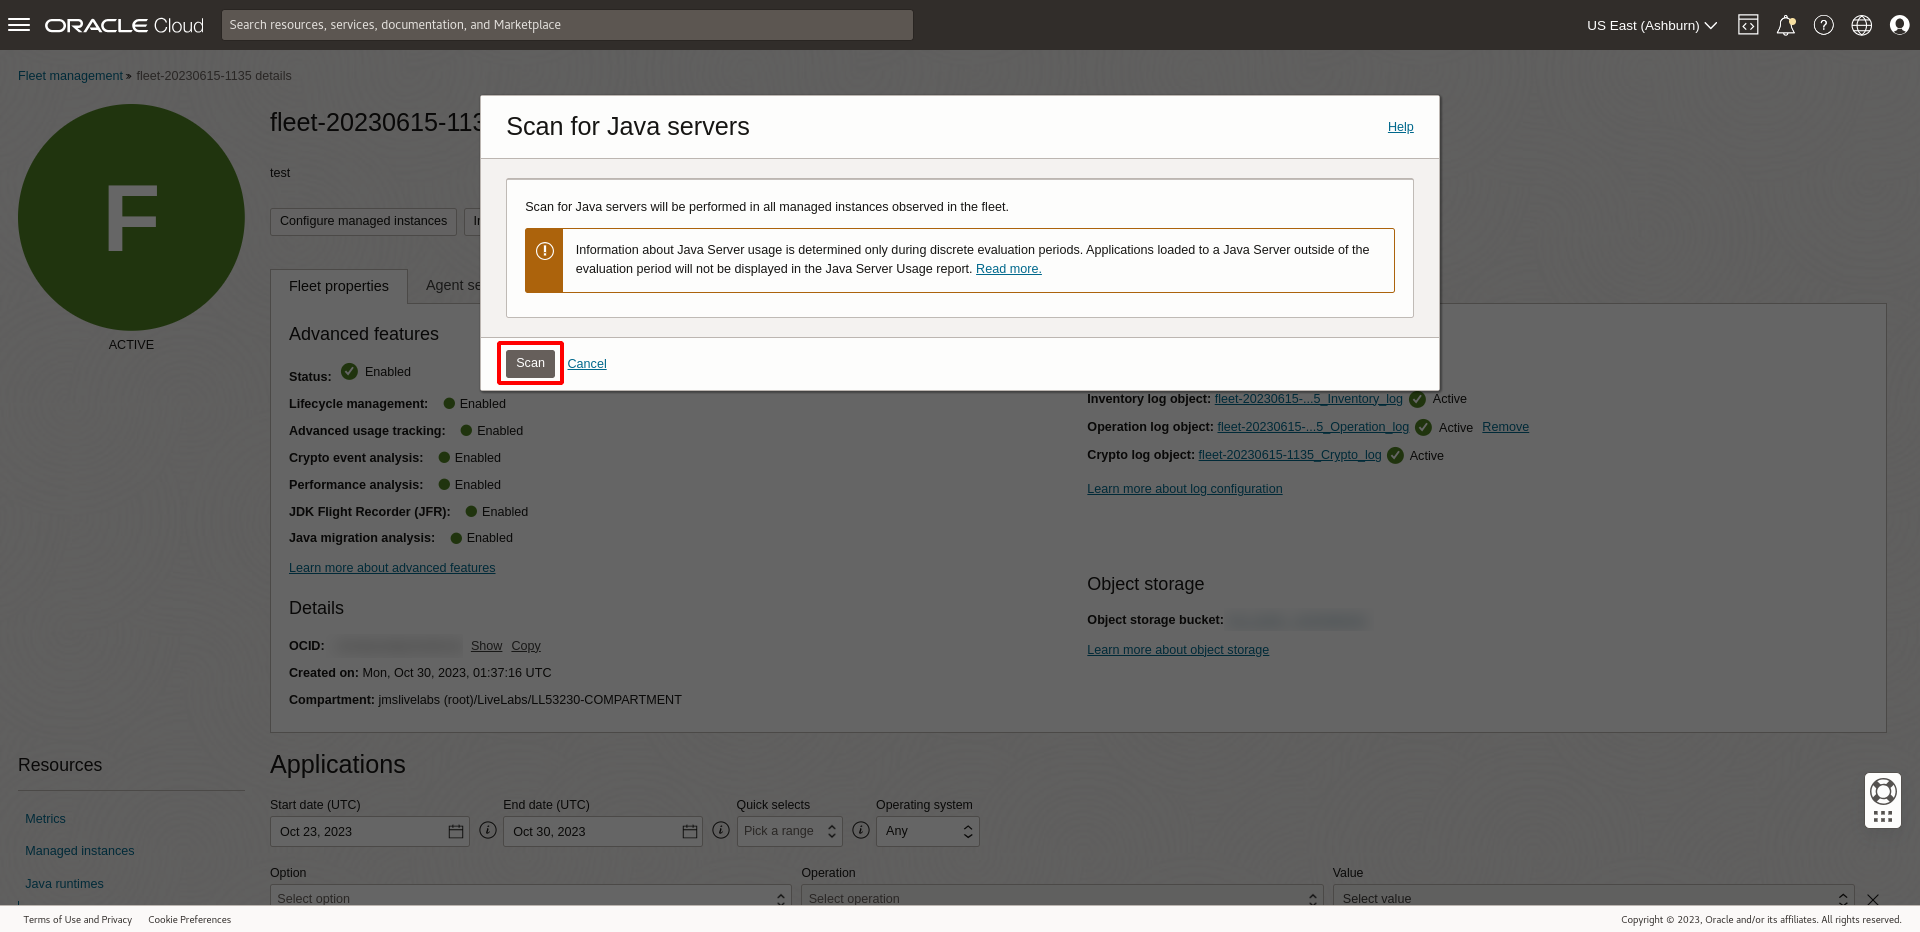 ORACLE Cloud
Search resources, services, documentation, and Marketplace
US East (Ashburn)
Fleet management » fleet-20230615-1135 details
F
ACTIVE
fleet-20230615-113
test
Configure managed instances
Fleet properties
Agent se
Scan for Java servers
Help
Scan for Java servers will be performed in all managed instances observed in the fleet.
Information about Java Server usage is determined only during discrete evaluation periods. Applications loaded to a Java Server outside of the
evaluation period will not be displayed in the Java Server Usage report. Read more.
Scan
Cancel
Advanced features
Status: Enabled
Lifecycle management: Enabled
Advanced usage tracking: Enabled
Crypto event analysis: Enabled
Performance analysis: Enabled
JDK Flight Recorder (JFR): Enabled
Java migration analysis: Enabled
Learn more about advanced features
Details
OCID: Show Copy
Created on: Mon, Oct 30, 2023, 01:37:16 UTC
Compartment: jmslivelabs (root)/LiveLabs/LL53230-COMPARTMENT
Inventory log object: fleet-20230615-...5_Inventory_log Active
Operation log object: fleet-20230615-...5_Operation_log Active Remove
Crypto log object: fleet-20230615-1135_Crypto_log Active
Learn more about log configuration
Object storage
Object storage bucket:
Learn more about object storage
Resources
Metrics
Managed instances
Java runtimes
Applications
Start date (UTC)
Oct 23, 2023
End date (UTC)
Oct 30, 2023
Quick selects
Pick a range
Operating system
Any
Option
Select option
Operation
Select operation
Value
Select value
Terms of Use and Privacy
Cookie Preferences
Copyright © 2023, Oracle and/or its affiliates. All rights reserved.